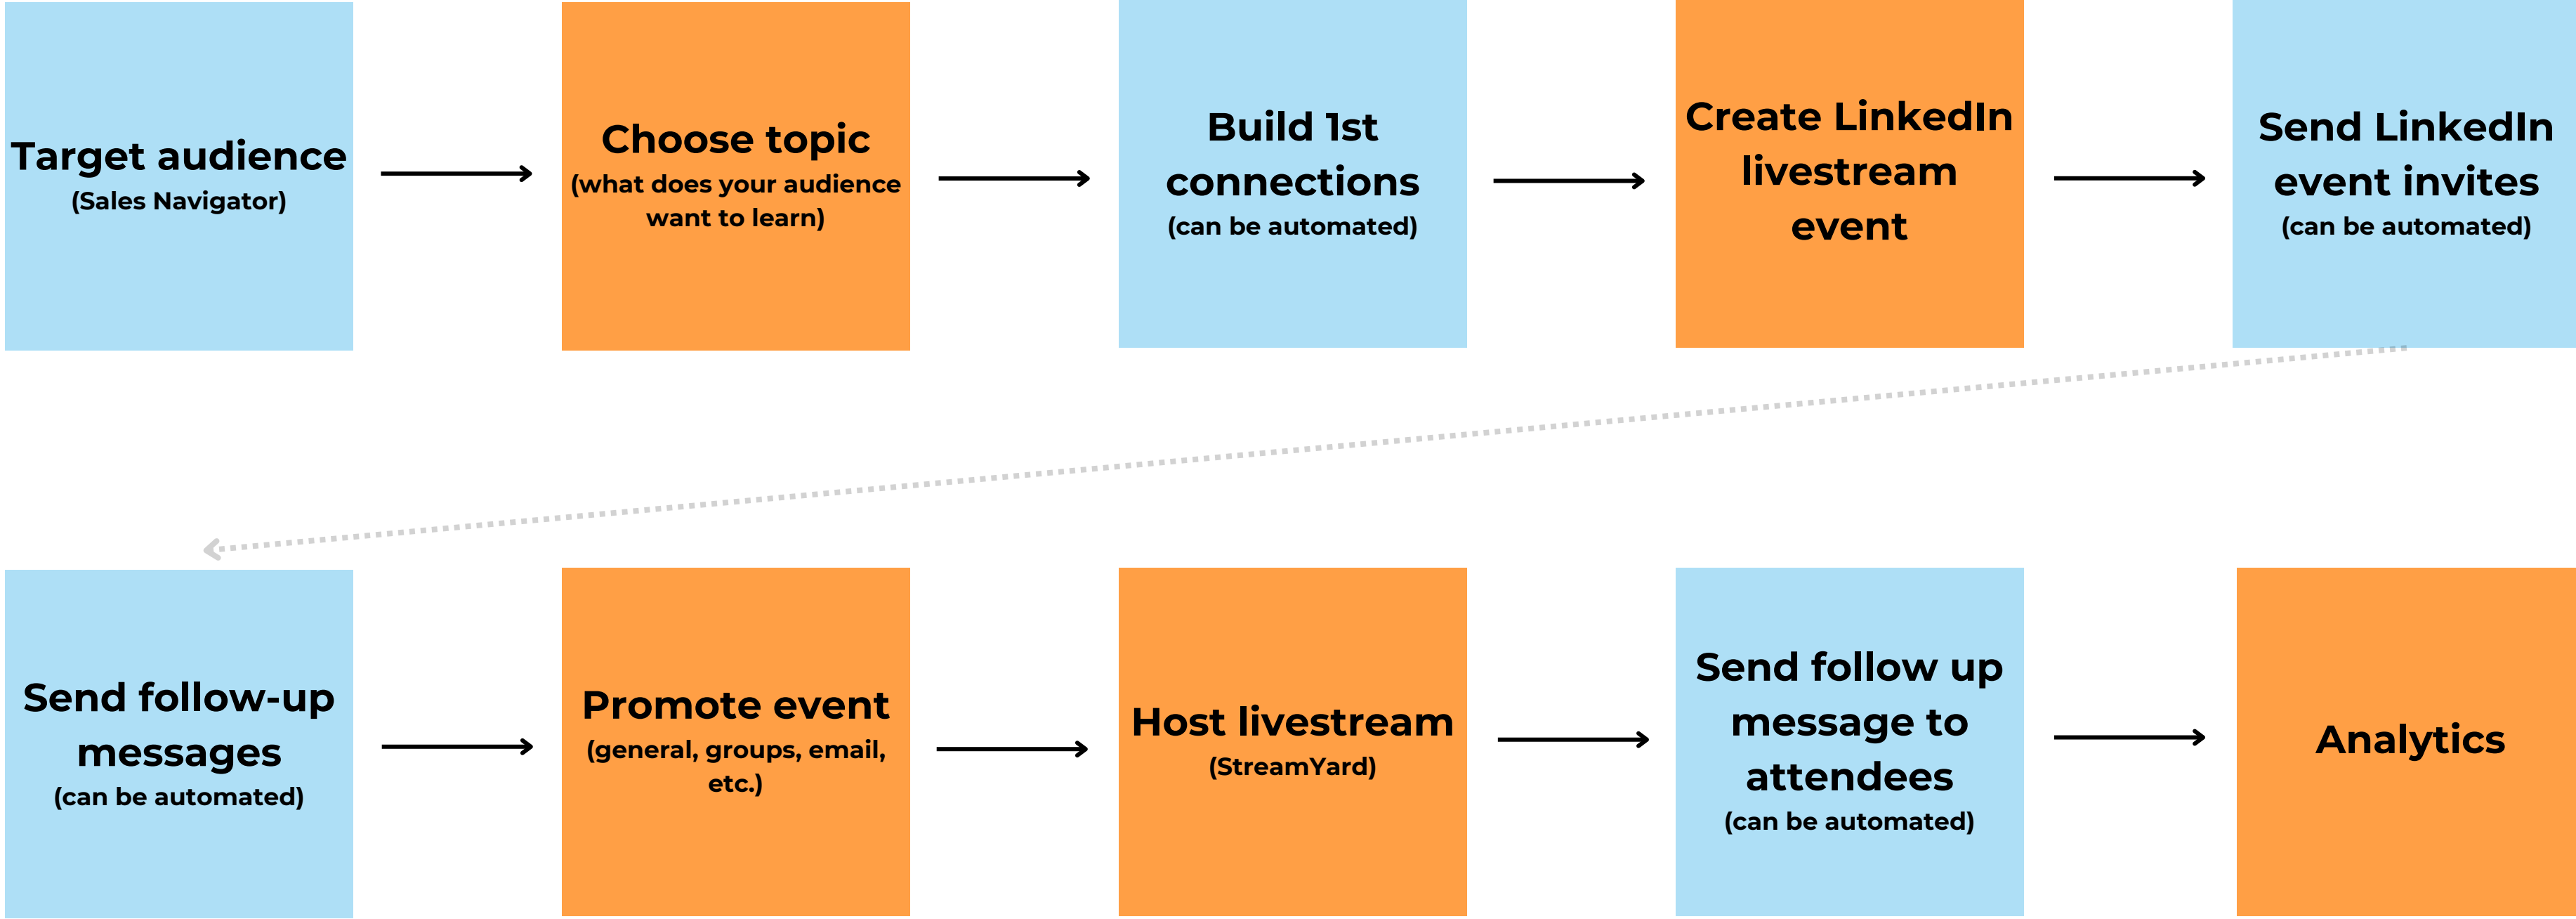 Target audience
(Sales Navigator)
Choose topic
(what does your audience
want to learn)
Build 1st
connections
(can be automated)
Create LinkedIn
livestream
event
Send LinkedIn
event invites
(can be automated)
Send follow-up
messages
(can be automated)
Promote event
(general, groups, email,
etc.)
Host livestream
(StreamYard)
Send follow up
message to
attendees
(can be automated)
Analytics